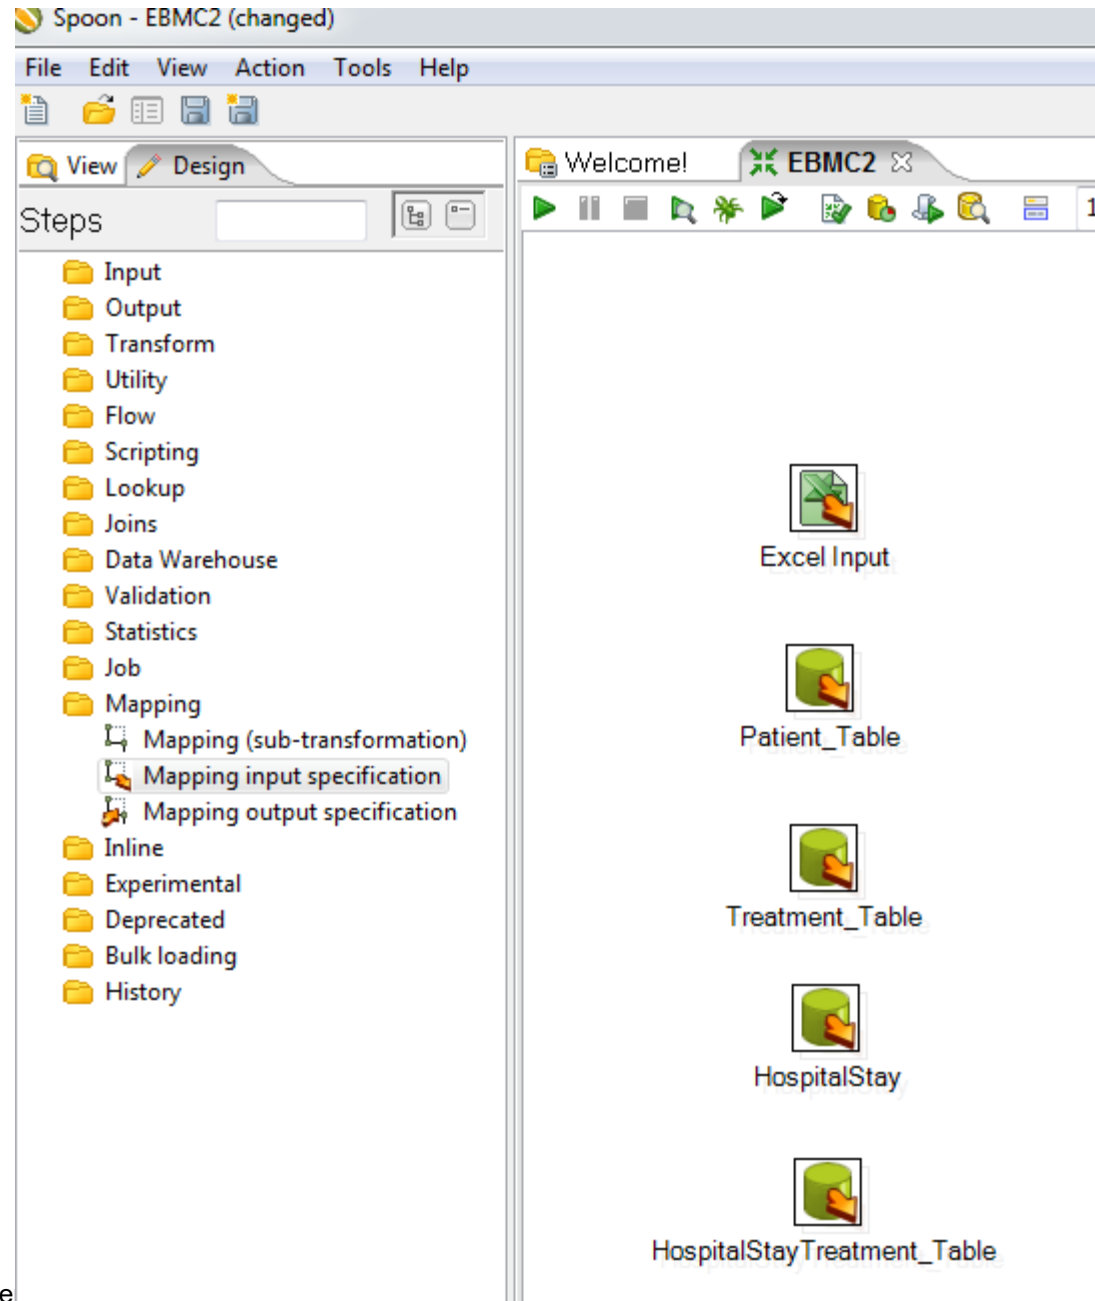 Spoon - EBMC2 (changed)
File Edit View Action Tools Help
View Design
Steps
Input
Output
Transform
Utility
Flow
Scripting
Lookup
Joins
Data Warehouse
Validation
Statistics
Job
Mapping
Mapping (sub-transformation)
Mapping input specification
Mapping output specification
Inline
Experimental
Deprecated
Bulk loading
History
Welcome! EBMC2
1
Excel Input
Patient_Table
Treatment_Table
HospitalStay
HospitalStayTreatment_Table
e